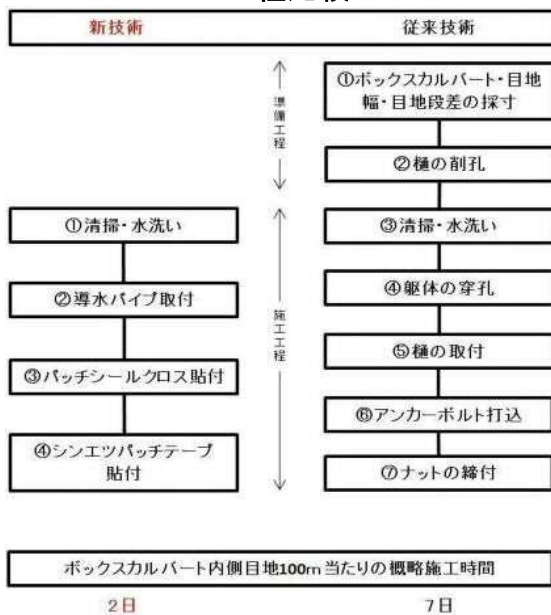 新技術
従来技術
準備工程
①ボックスカルバート・目地
幅・目地段差の採寸
②樋の削孔
施工工程
①清掃・水洗い
②導水パイプ取付
③パッチシールクロス貼付
④シンエツパッチテープ
貼付
③清掃・水洗い
④躯体の穿孔
⑤樋の取付
⑥アンカーボルト打込
⑦ナットの締付
ボックスカルバート内側目地100m当たりの概略施工時間
2日
7日